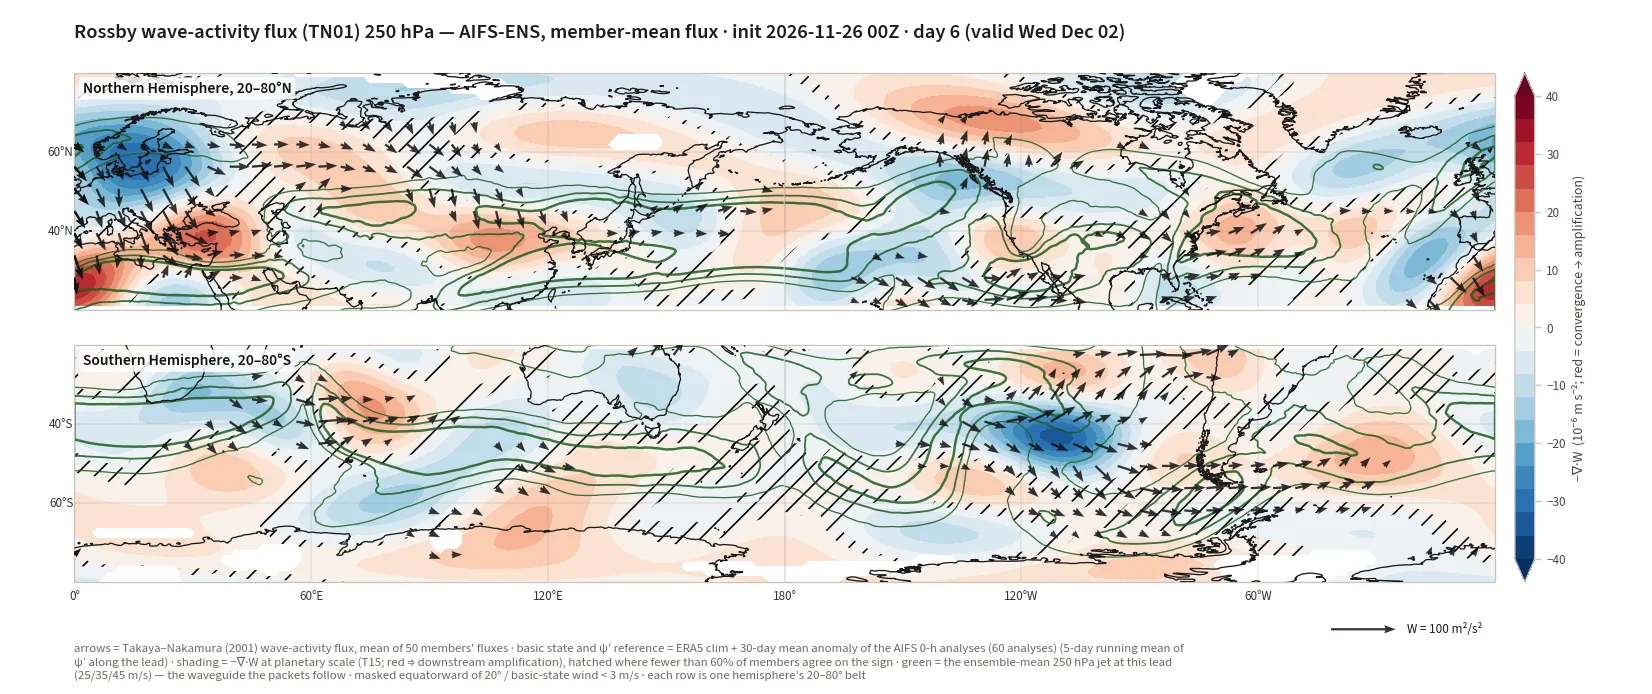 Rossby wave-activity flux (TN01) 250 hPa — AIFS-ENS, member-mean flux · init 2026-11-26 00Z · day 6 (valid Wed Dec 02)
Northern Hemisphere, 20–80°N
60°N
40°N
Southern Hemisphere, 20–80°S
40°S
60°S
0°
60°E
120°E
180°
120°W
60°W
40
30
20
10
0
−10
−20
−30
−40
−∇·W (10⁻⁶ m s⁻²; red = convergence → amplification)
W = 100 m²/s²
arrows = Takaya–Nakamura (2001) wave-activity flux, mean of 50 members' fluxes · basic state and ψ' reference = ERA5 clim + 30-day mean anomaly of the AIFS 0-h analyses (60 analyses) (5-day running mean of
ψ' along the lead) · shading = −∇·W at planetary scale (T15; red ⇒ downstream amplification), hatched where fewer than 60% of members agree on the sign · green = the ensemble-mean 250 hPa jet at this lead
(25/35/45 m/s) — the waveguide the packets follow · masked equatorward of 20° / basic-state wind < 3 m/s · each row is one hemisphere's 20–80° belt